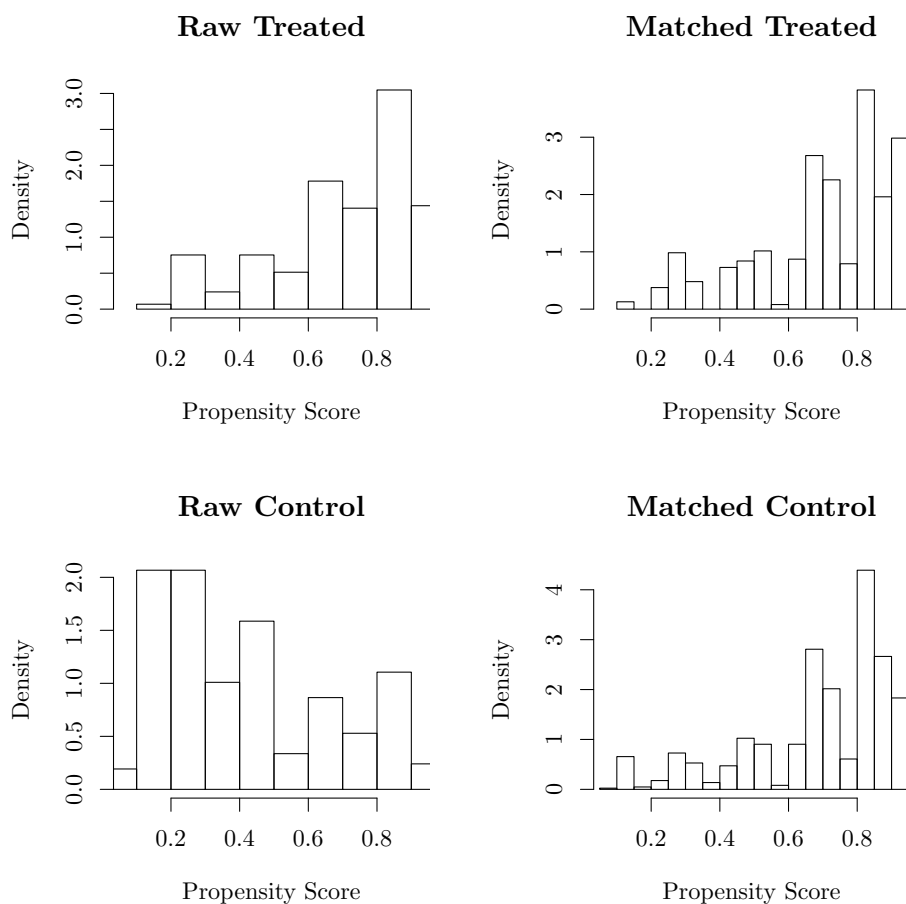 Raw Treated
Density
0.0 1.0 2.0 3.0
0.2 0.4 0.6 0.8
Propensity Score
Matched Treated
Density
0 1 2 3
0.2 0.4 0.6 0.8
Propensity Score
Raw Control
Density
0.0 0.5 1.0 1.5 2.0
0.2 0.4 0.6 0.8
Propensity Score
Matched Control
Density
0 1 2 3 4
0.2 0.4 0.6 0.8
Propensity Score